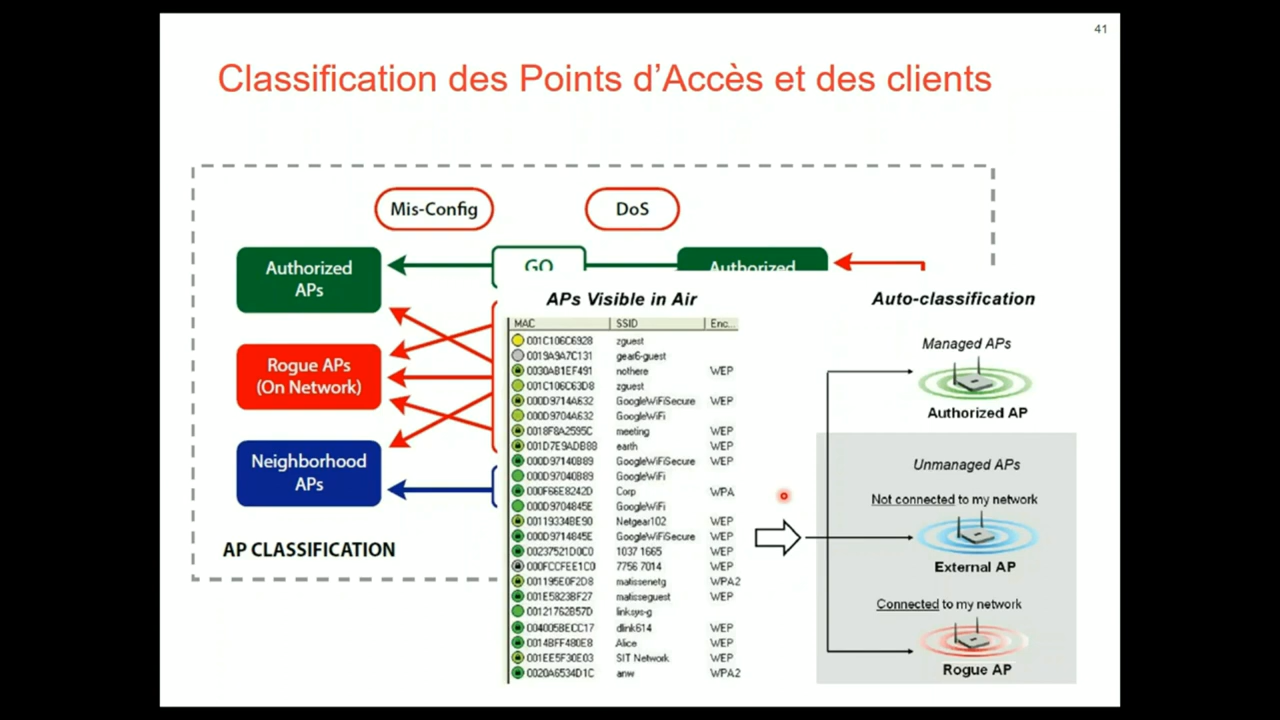 41
Classification des Points d'Accès et des clients
Mis-Config
DoS
Authorized
APs
GO
Authorized
Rogue APs
(On Network)
Neighborhood
APs
AP CLASSIFICATION
APs Visible in Air
MAC SSID Enc...
001C106C6928 zguest
0019A9A7C131 gear6-guest
0030AB1EF491 nothere WEP
001C106C63D8 zguest
000D9714A632 GoogleWiFiSecure WEP
000D9704A632 GoogleWiFi
0018F8A2595C meeting WEP
001D7E9ADB88 earth WEP
000D97140B89 GoogleWiFiSecure WEP
000D97040B89 GoogleWiFi
000F66E8242D Corp WPA
000D9704845E GoogleWiFi
00119334BE90 Netgear102 WEP
000D9714845E GoogleWiFiSecure WEP
00237521D0C0 1037 1665 WEP
000FCCFEE1C0 7756 7014 WEP
001195E0F2D8 matissenetg WPA2
001E5823BF27 matisseguest WEP
00121762B57D linksys-g
004005BECC17 dlink614 WEP
0014BFF480E8 Alice WEP
001EE5F30E03 SIT Network WEP
0020A6534D1C anw WPA2
Auto-classification
Managed APs
Authorized AP
Unmanaged APs
Not connected to my network
External AP
Connected to my network
Rogue AP